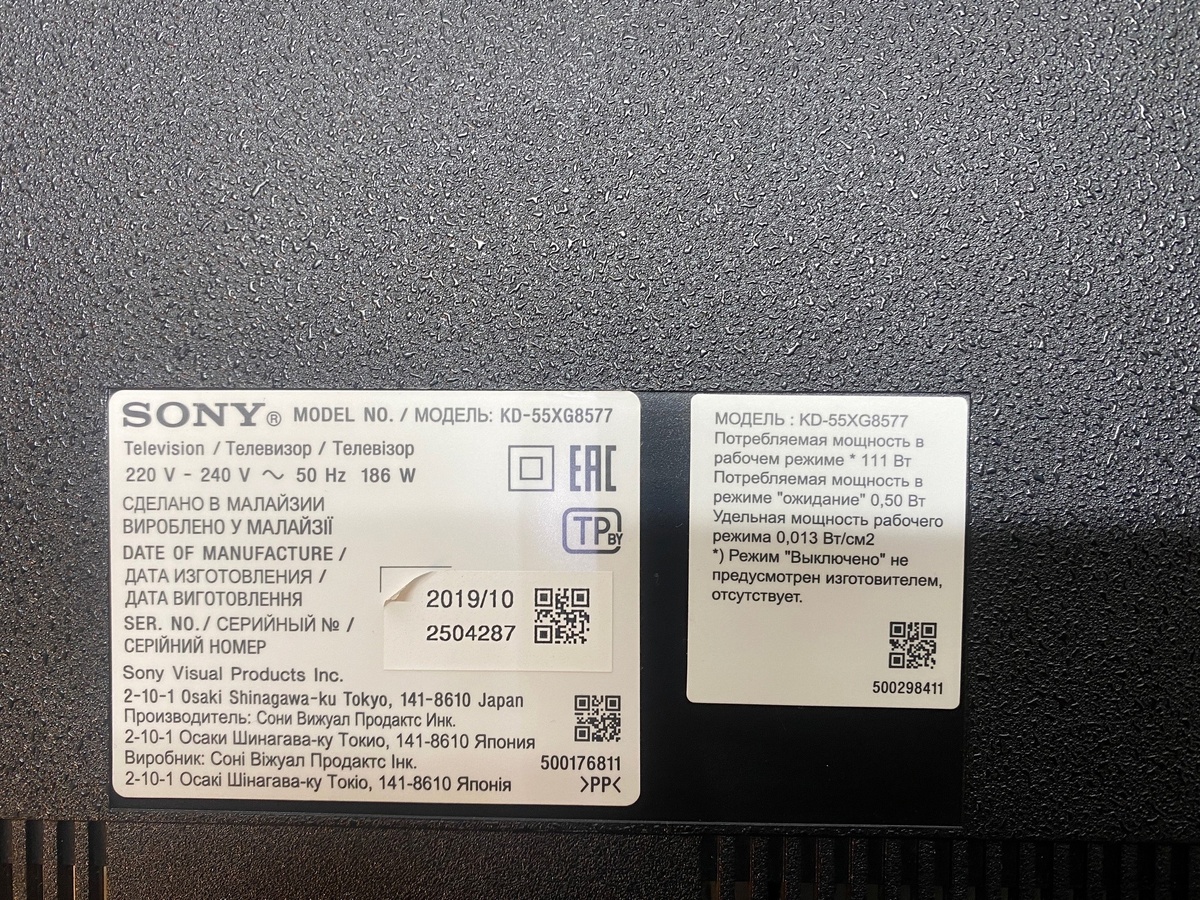 SONY® MODEL NO. / МОДЕЛЬ: KD-55XG8577
Television / Телевизор / Телевізор
220 V - 240 V ~ 50 Hz 186 W
EAC
СДЕЛАНО В МАЛАЙЗИИ
ВИРОБЛЕНО У МАЛАЙЗІЇ
TP BY
DATE OF MANUFACTURE /
ДАТА ИЗГОТОВЛЕНИЯ /
ДАТА ВИГОТОВЛЕННЯ
2019/10
SER. NO. / СЕРИЙНЫЙ № /
СЕРІЙНИЙ НОМЕР
2504287
Sony Visual Products Inc.
2-10-1 Osaki Shinagawa-ku Tokyo, 141-8610 Japan
Производитель: Сони Вижуал Продактс Инк.
2-10-1 Осаки Шинагава-ку Токио, 141-8610 Япония
Виробник: Соні Віжуал Продактс Інк.
2-10-1 Осакі Шінагава-ку Токіо, 141-8610 Японія
500176811
>PP<
МОДЕЛЬ : KD-55XG8577
Потребляемая мощность в
рабочем режиме * 111 Вт
Потребляемая мощность в
режиме "ожидание" 0,50 Вт
Удельная мощность рабочего
режима 0,013 Вт/см2
*) Режим "Выключено" не
предусмотрен изготовителем,
отсутствует.
500298411